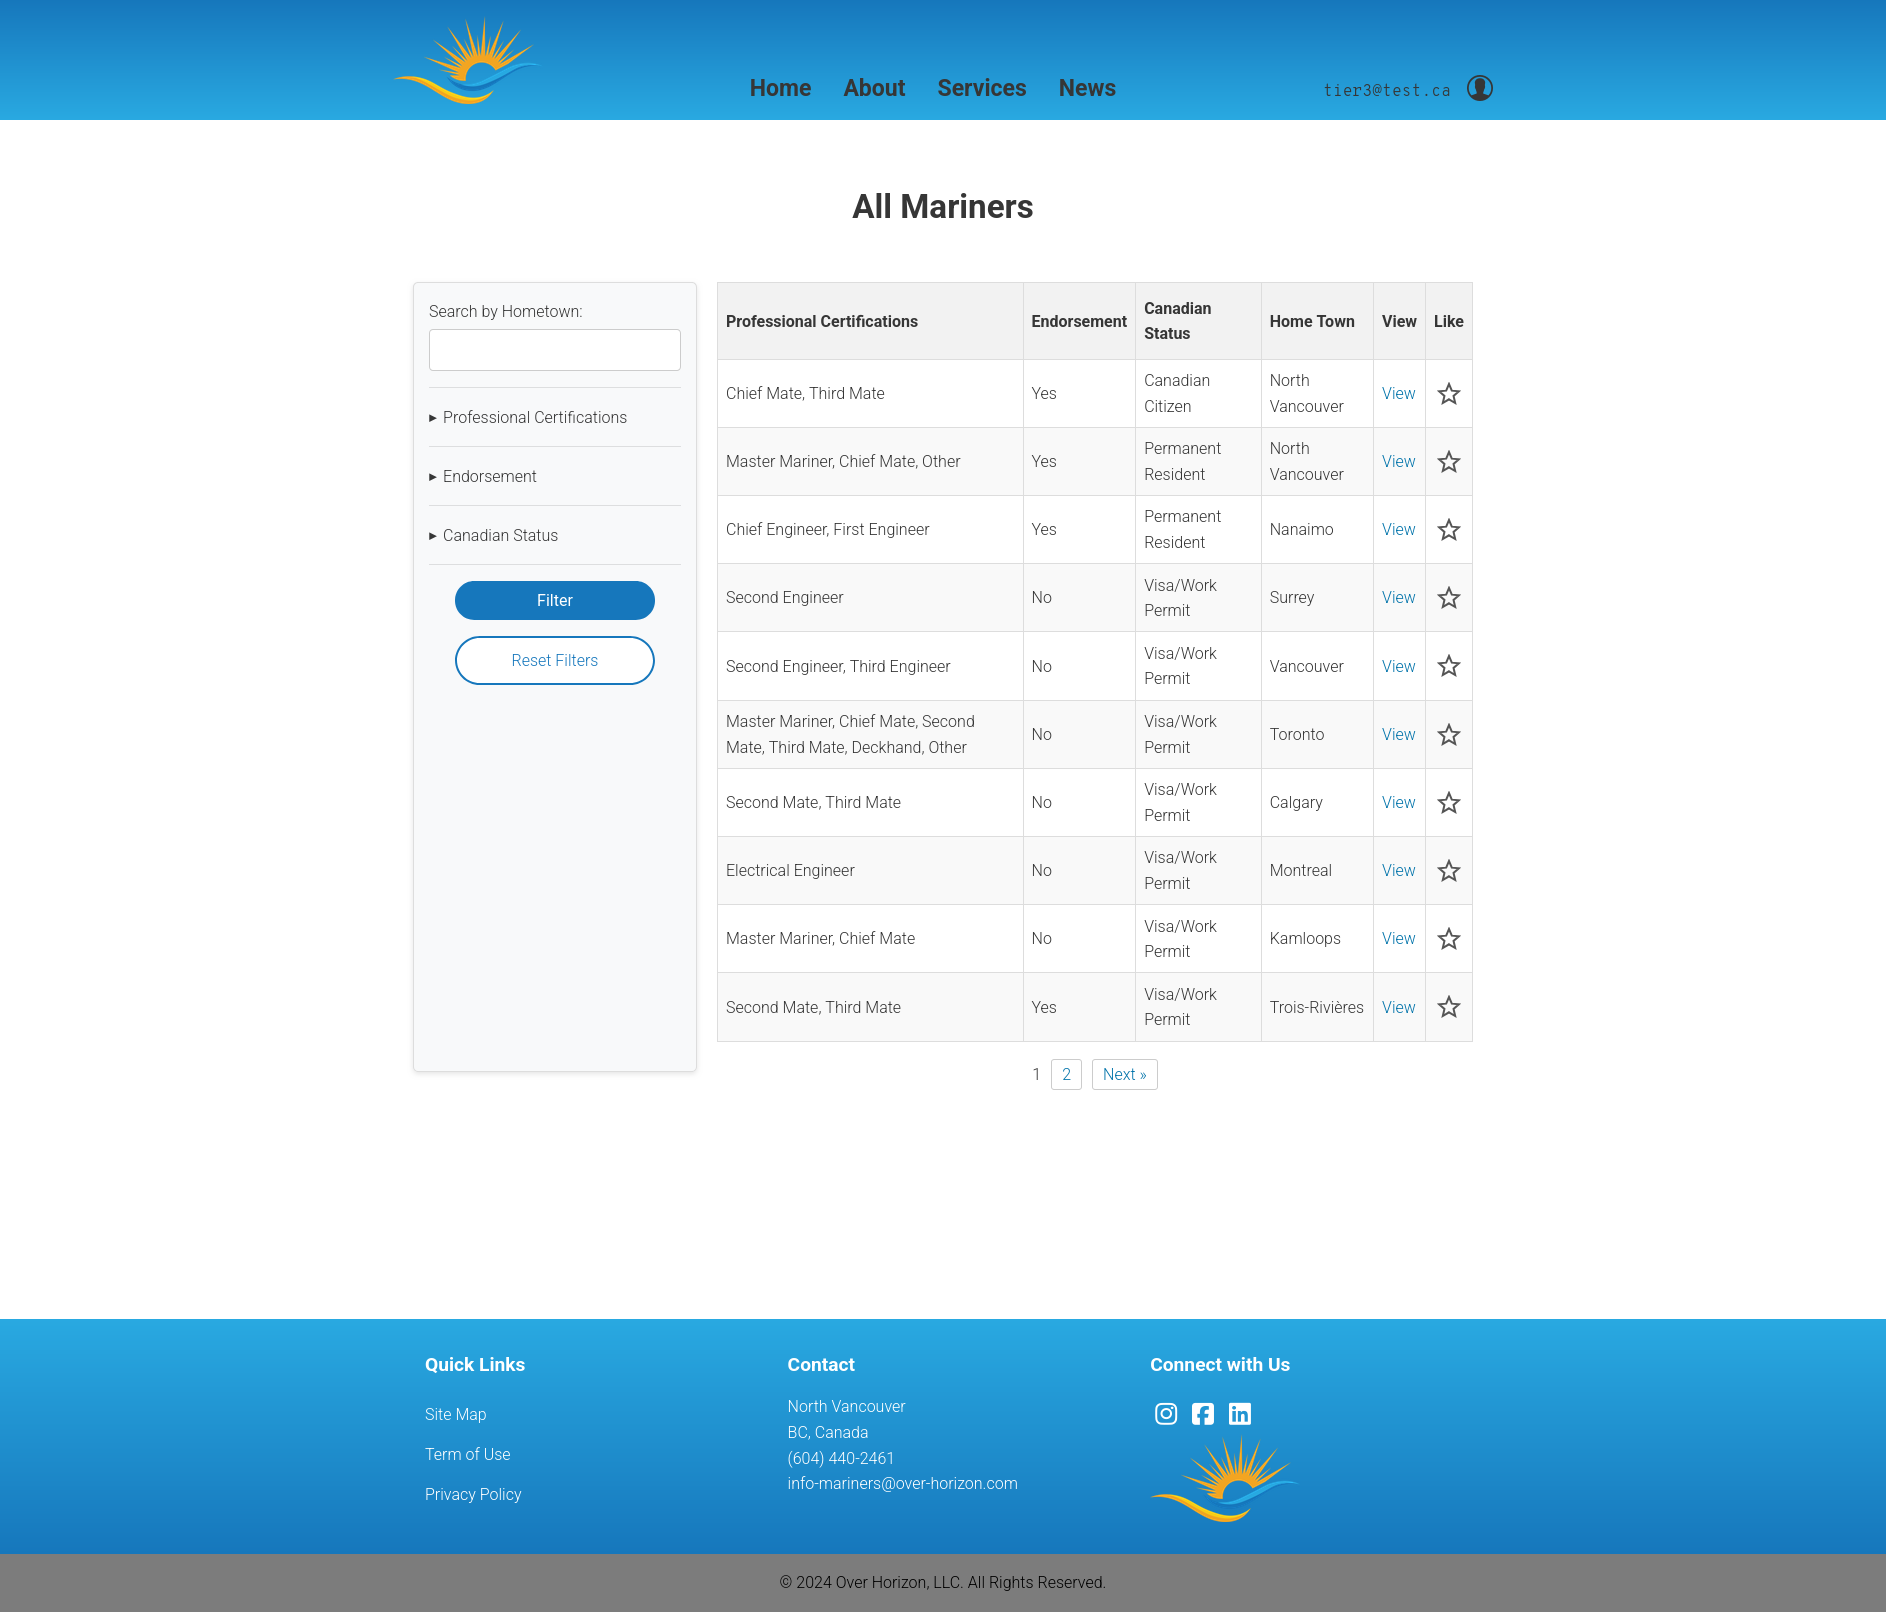 Home About Services News
tier3@test.ca
All Mariners
Search by Hometown:
▸ Professional Certifications
▸ Endorsement
▸ Canadian Status
Filter
Reset Filters
Professional Certifications Endorsement Canadian Status Home Town View Like
Chief Mate, Third Mate Yes Canadian Citizen North Vancouver View
Master Mariner, Chief Mate, Other Yes Permanent Resident North Vancouver View
Chief Engineer, First Engineer Yes Permanent Resident Nanaimo View
Second Engineer No Visa/Work Permit Surrey View
Second Engineer, Third Engineer No Visa/Work Permit Vancouver View
Master Mariner, Chief Mate, Second Mate, Third Mate, Deckhand, Other No Visa/Work Permit Toronto View
Second Mate, Third Mate No Visa/Work Permit Calgary View
Electrical Engineer No Visa/Work Permit Montreal View
Master Mariner, Chief Mate No Visa/Work Permit Kamloops View
Second Mate, Third Mate Yes Visa/Work Permit Trois-Rivières View
1 2 Next »
Quick Links
Site Map
Term of Use
Privacy Policy
Contact
North Vancouver
BC, Canada
(604) 440-2461
info-mariners@over-horizon.com
Connect with Us
© 2024 Over Horizon, LLC. All Rights Reserved.